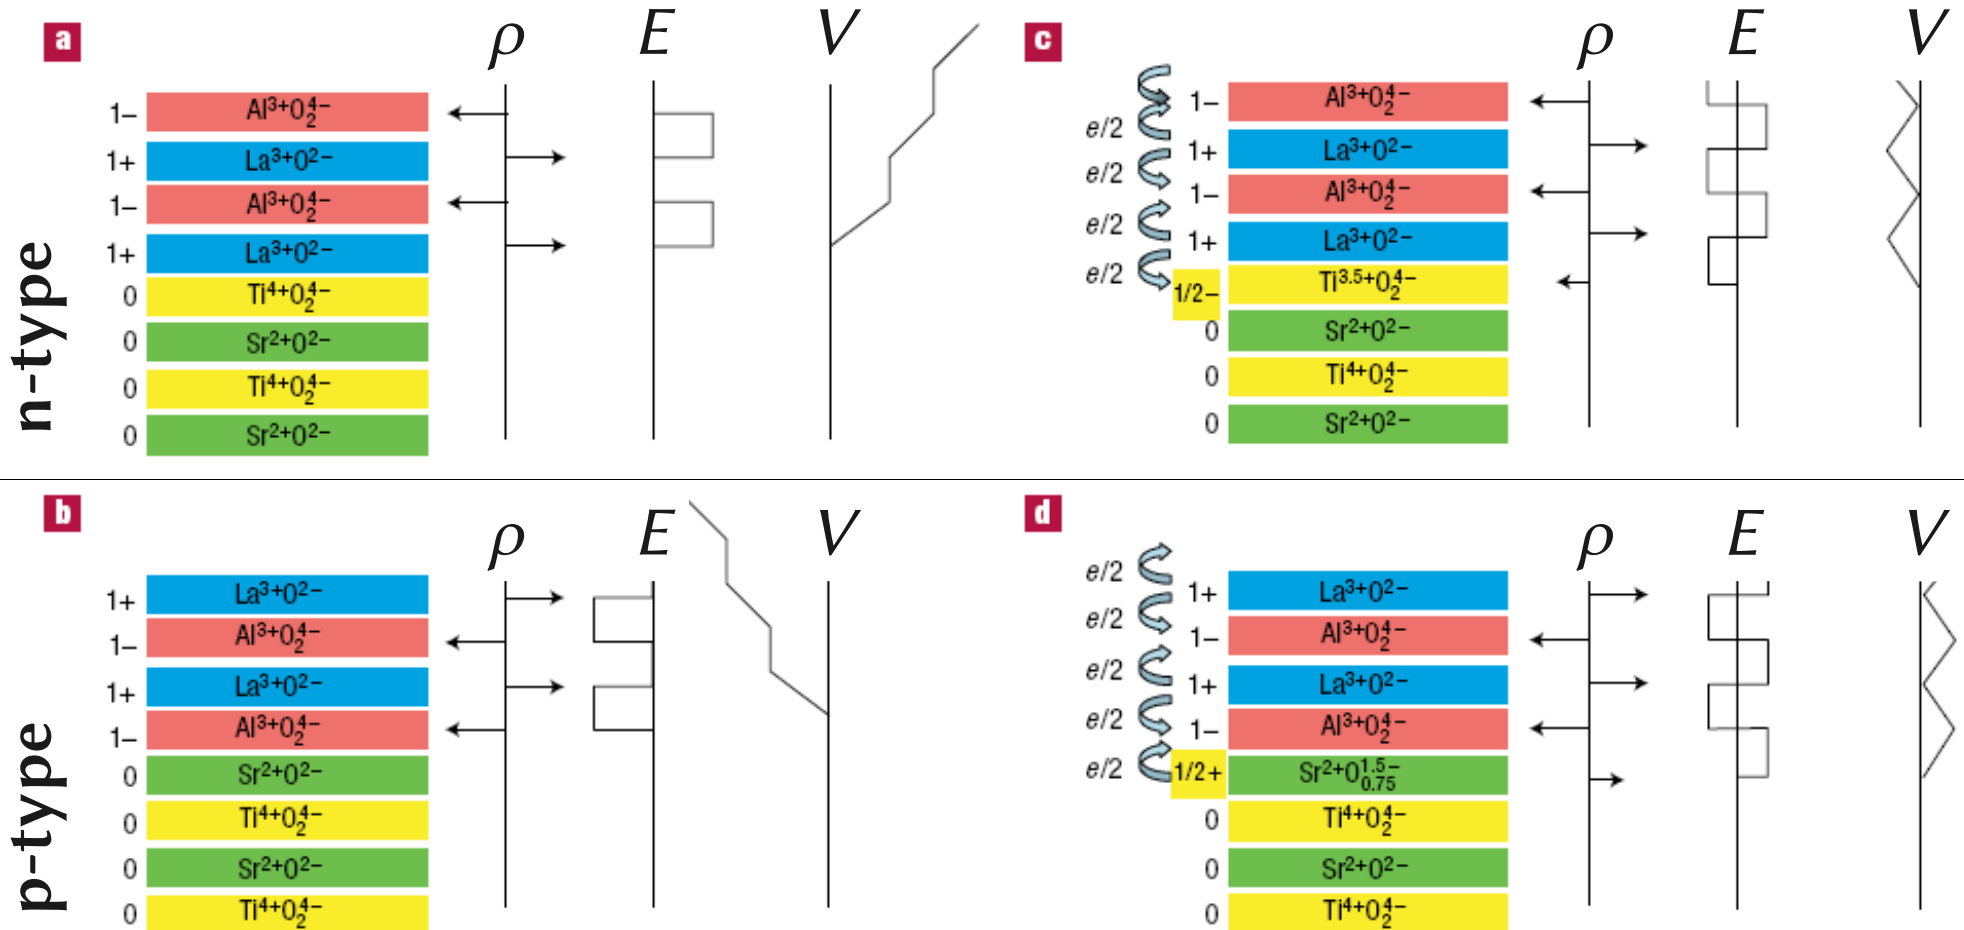 a ρ E V
1– Al³⁺O₂⁴⁻
1+ La³⁺O²⁻
1– Al³⁺O₂⁴⁻
1+ La³⁺O²⁻
0 Ti⁴⁺O₂⁴⁻
0 Sr²⁺O²⁻
0 Ti⁴⁺O₂⁴⁻
0 Sr²⁺O²⁻
n-type
c ρ E V
1– Al³⁺O₂⁴⁻
e/2
1+ La³⁺O²⁻
e/2
1– Al³⁺O₂⁴⁻
e/2
1+ La³⁺O²⁻
e/2
1/2– Ti³·⁵⁺O₂⁴⁻
0 Sr²⁺O²⁻
0 Ti⁴⁺O₂⁴⁻
0 Sr²⁺O²⁻
b ρ E V
1+ La³⁺O²⁻
1– Al³⁺O₂⁴⁻
1+ La³⁺O²⁻
1– Al³⁺O₂⁴⁻
0 Sr²⁺O²⁻
0 Ti⁴⁺O₂⁴⁻
0 Sr²⁺O²⁻
0 Ti⁴⁺O₂⁴⁻
p-type
d ρ E V
e/2
1+ La³⁺O²⁻
e/2
1– Al³⁺O₂⁴⁻
e/2
1+ La³⁺O²⁻
e/2
1– Al³⁺O₂⁴⁻
e/2
1/2+ Sr²⁺O₀.₇₅¹·⁵⁻
0 Ti⁴⁺O₂⁴⁻
0 Sr²⁺O²⁻
0 Ti⁴⁺O₂⁴⁻